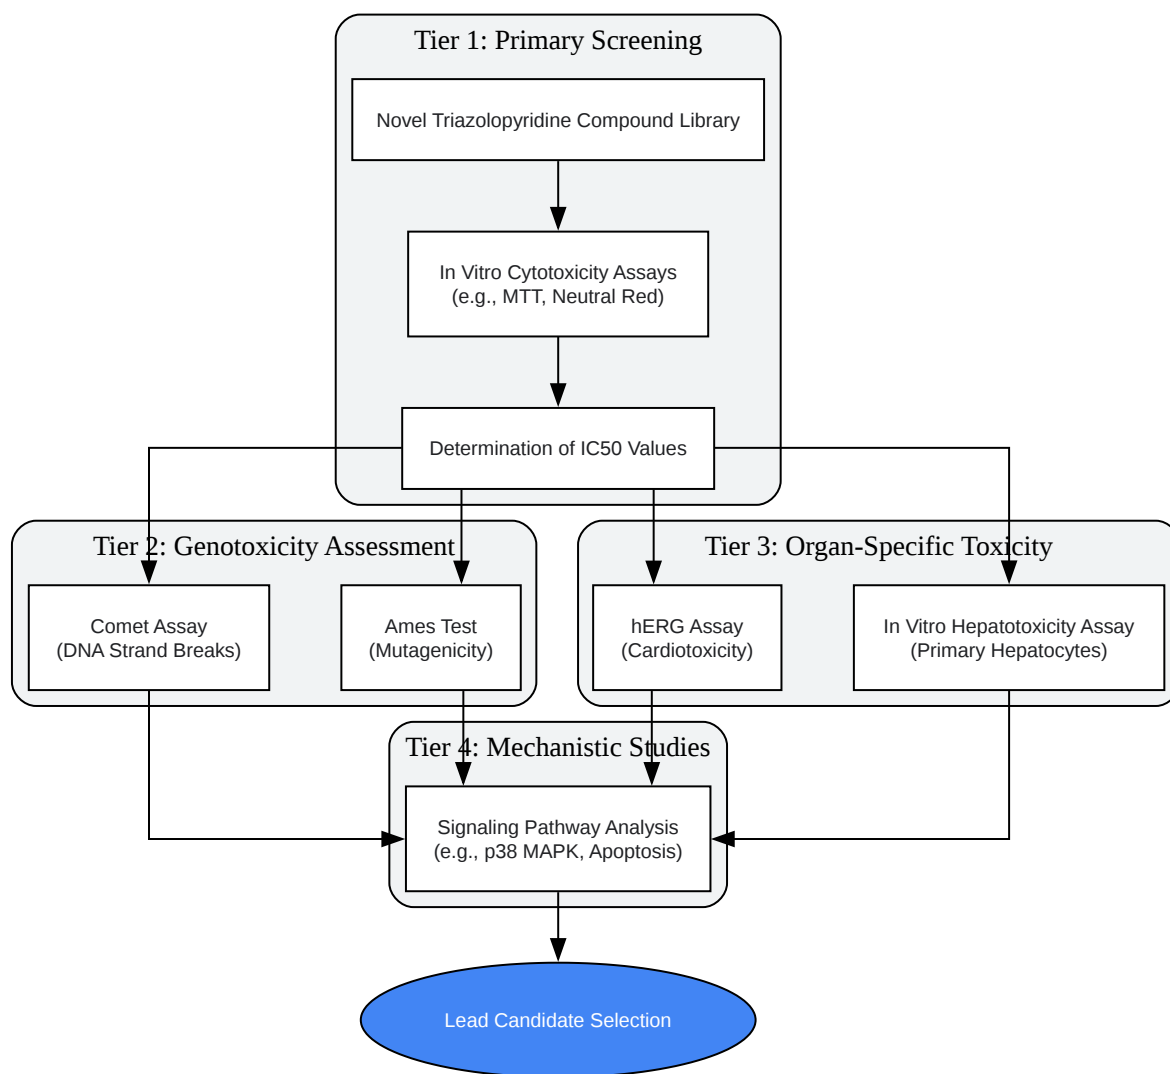 Tier 1: Primary Screening
Novel Triazolopyridine Compound Library
In Vitro Cytotoxicity Assays
(e.g., MTT, Neutral Red)
Determination of IC50 Values
Tier 2: Genotoxicity Assessment
Comet Assay
(DNA Strand Breaks)
Ames Test
(Mutagenicity)
Tier 3: Organ-Specific Toxicity
hERG Assay
(Cardiotoxicity)
In Vitro Hepatotoxicity Assay
(Primary Hepatocytes)
Tier 4: Mechanistic Studies
Signaling Pathway Analysis
(e.g., p38 MAPK, Apoptosis)
Lead Candidate Selection